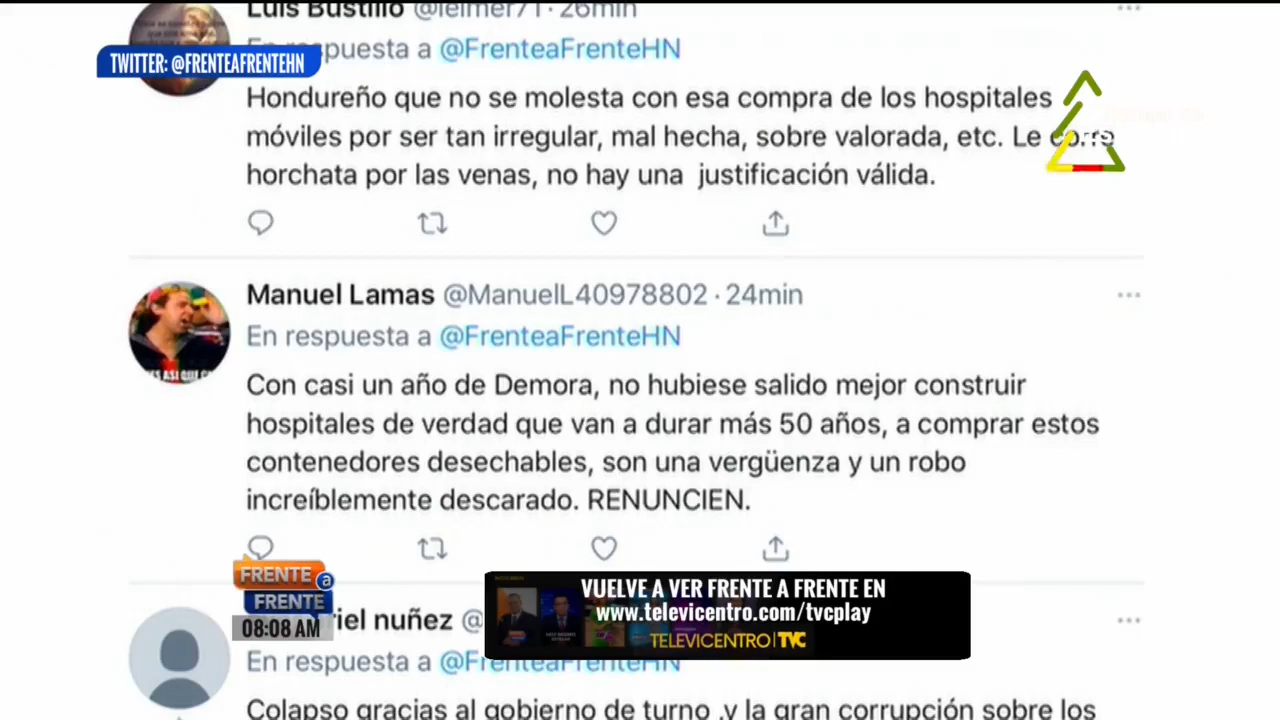 Luis Bustillo @lelmer71 · 26min
En respuesta a @FrenteaFrenteHN
TWITTER: @FRENTEAFRENTEHN
Hondureño que no se molesta con esa compra de los hospitales
móviles por ser tan irregular, mal hecha, sobre valorada, etc. Le corre
horchata por las venas, no hay una justificación válida.
Manuel Lamas @ManuelL40978802 · 24min
En respuesta a @FrenteaFrenteHN
Con casi un año de Demora, no hubiese salido mejor construir
hospitales de verdad que van a durar más 50 años, a comprar estos
contenedores desechables, son una vergüenza y un robo
increíblemente descarado. RENUNCIEN.
FRENTE a
FRENTE
08:08 AM
riel nuñez @
VUELVE A VER FRENTE A FRENTE EN
www.televicentro.com/tvcplay
TELEVICENTRO | TVC
En respuesta a @FrenteaFrenteHN
Colapso gracias al gobierno de turno .y la gran corrupción sobre los